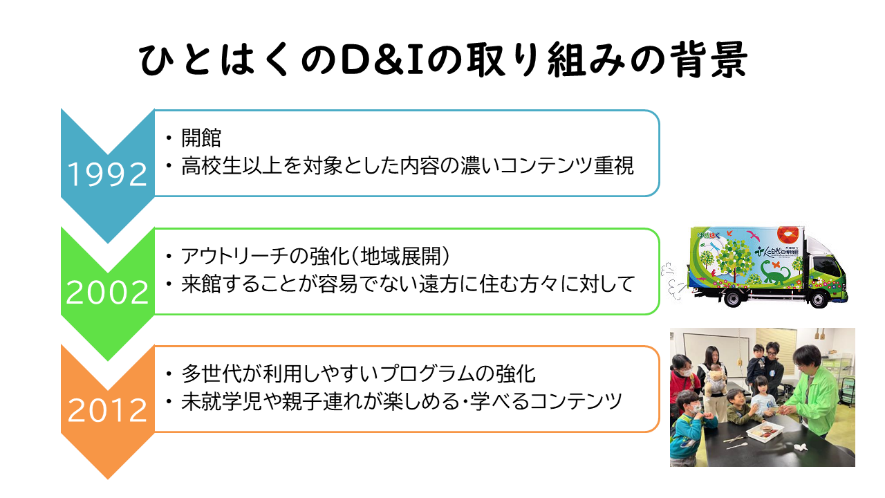 ひとはくのD&Iの取り組みの背景
1992
・開館
・高校生以上を対象とした内容の濃いコンテンツ重視
2002
・アウトリーチの強化（地域展開）
・来館することが容易でない遠方に住む方々に対して
2012
・多世代が利用しやすいプログラムの強化
・未就学児や親子連れが楽しめる・学べるコンテンツ